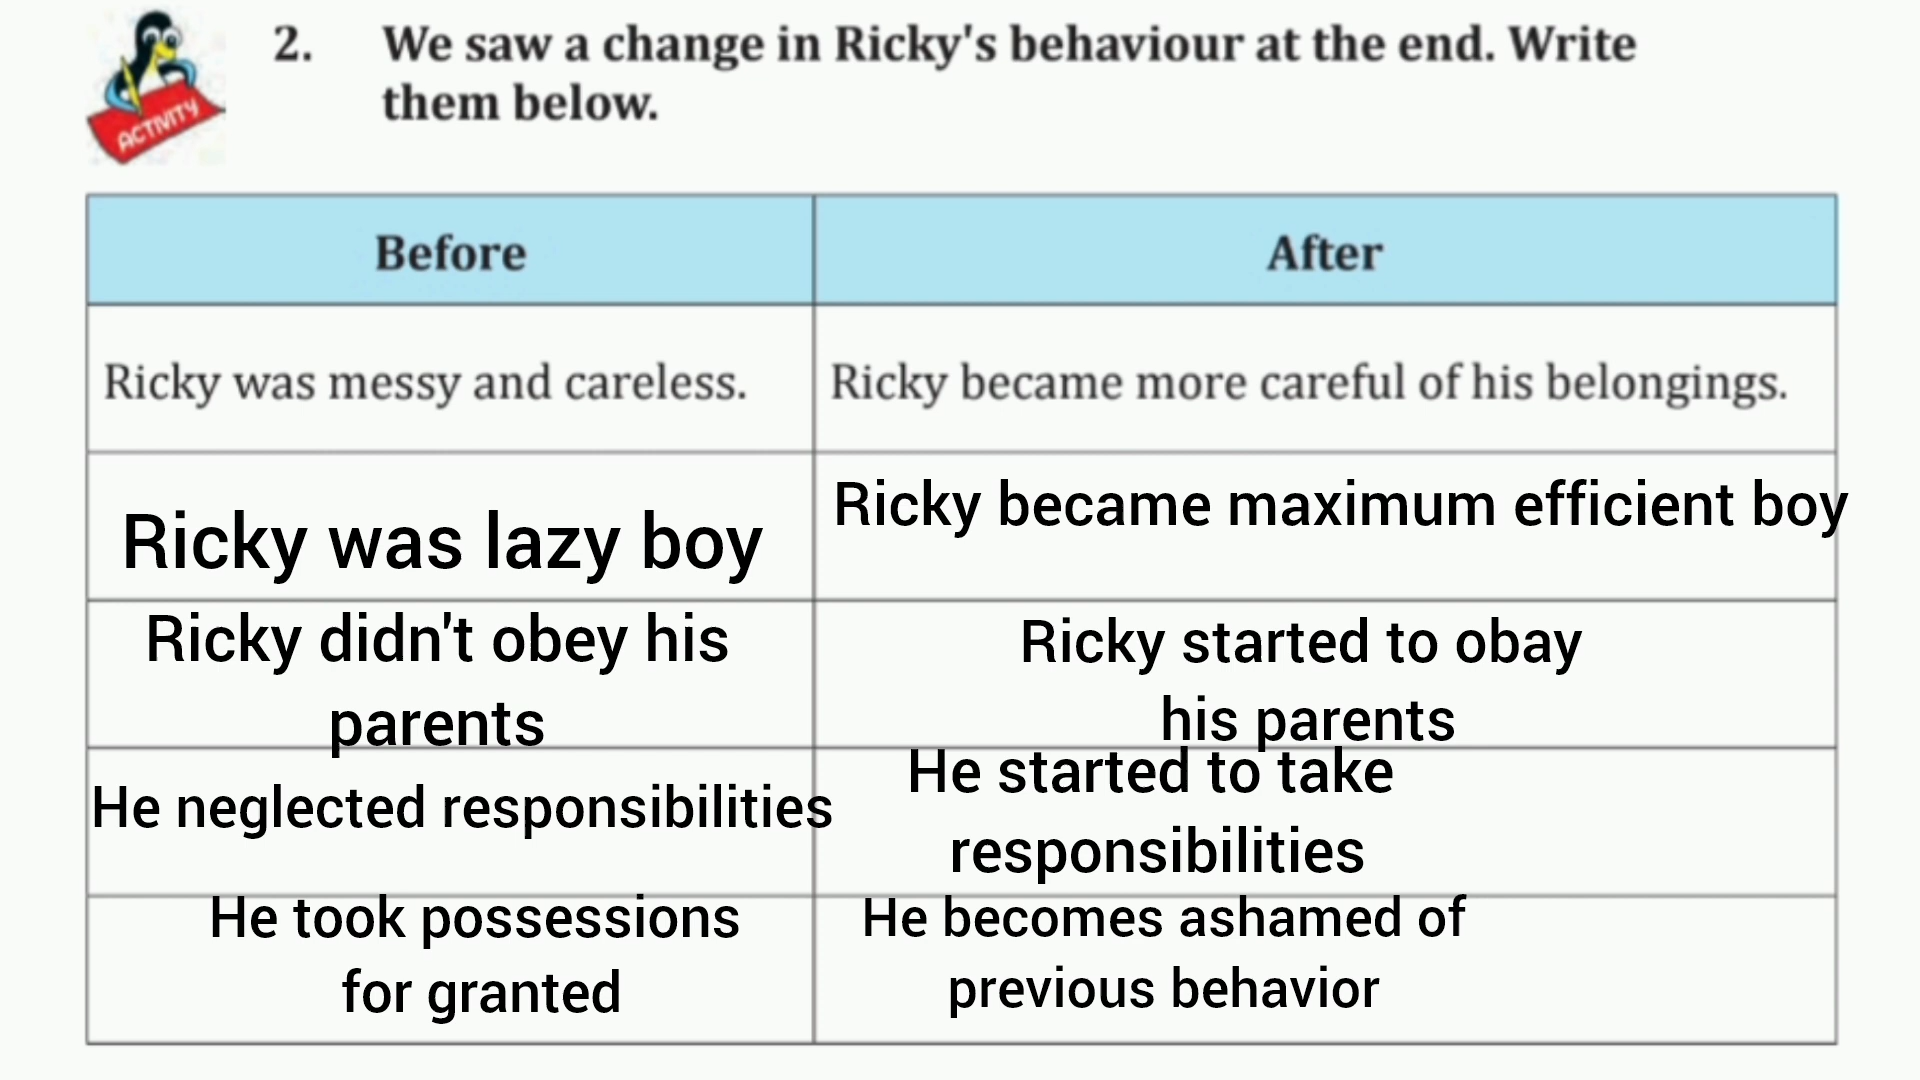 ACTIVITY
2. We saw a change in Ricky's behaviour at the end. Write
them below.
Before
After
Ricky was messy and careless.
Ricky became more careful of his belongings.
Ricky was lazy boy
Ricky became maximum efficient boy
Ricky didn't obey his
parents
Ricky started to obay
his parents
He neglected responsibilities
He started to take
responsibilities
He took possessions
for granted
He becomes ashamed of
previous behavior